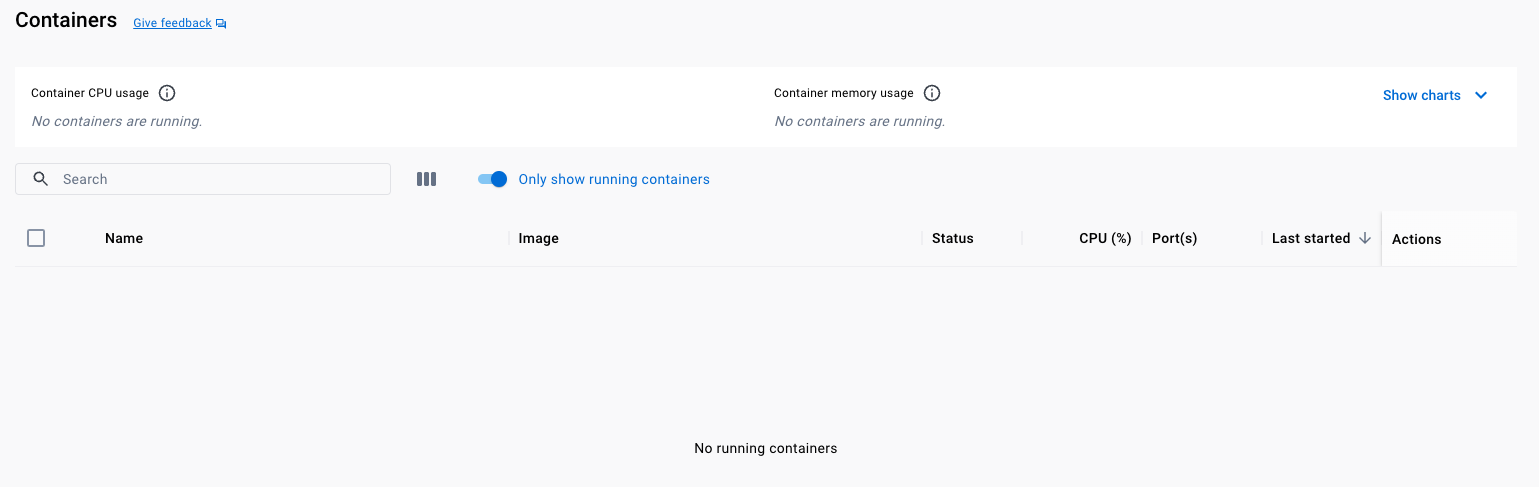 Containers Give feedback
Container CPU usage Container memory usage Show charts
No containers are running. No containers are running.
Search Only show running containers
Name Image Status CPU (%) Port(s) Last started Actions
No running containers